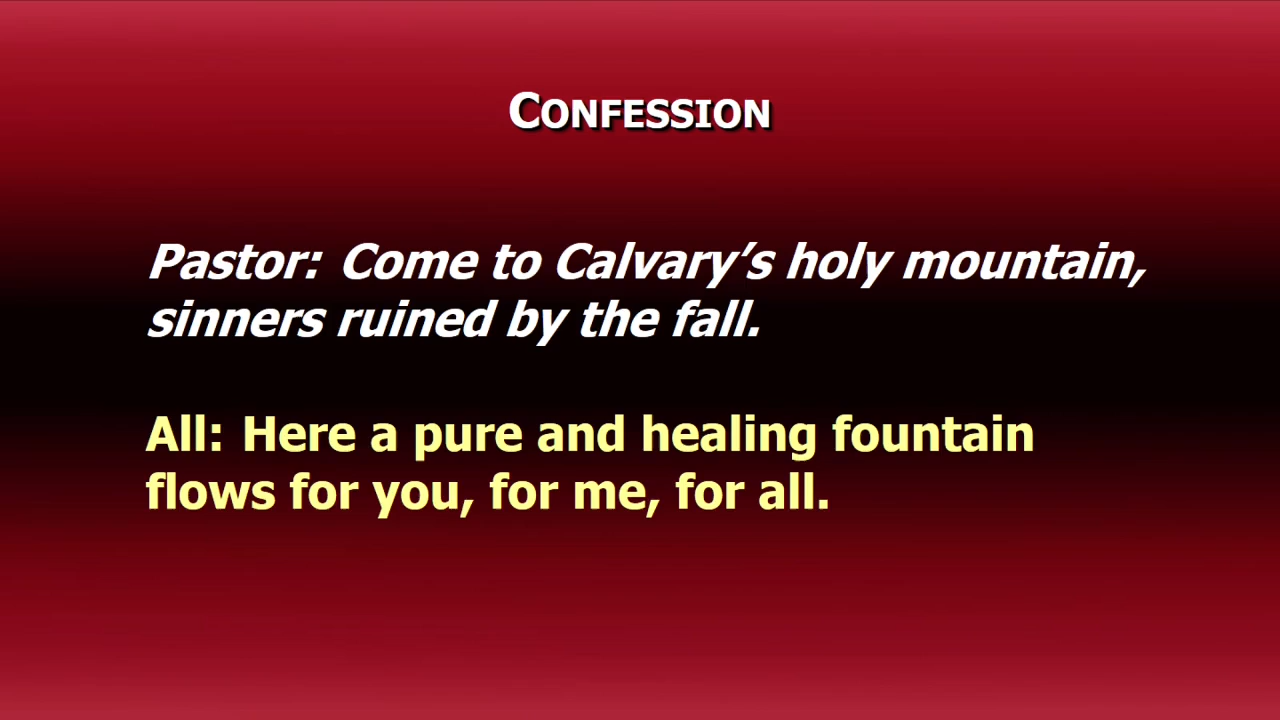 CONFESSION
Pastor: Come to Calvary’s holy mountain,
sinners ruined by the fall.
All: Here a pure and healing fountain
flows for you, for me, for all.